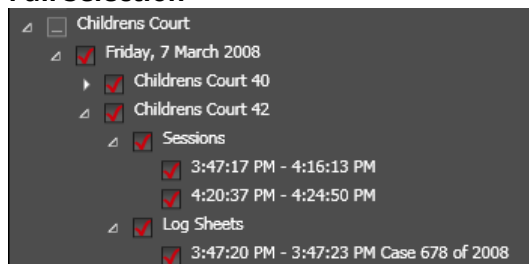 Full selection
Childrens Court
Friday, 7 March 2008
Childrens Court 40
Childrens Court 42
Sessions
3:47:17 PM - 4:16:13 PM
4:20:37 PM - 4:24:50 PM
Log Sheets
3:47:20 PM - 3:47:23 PM Case 678 of 2008